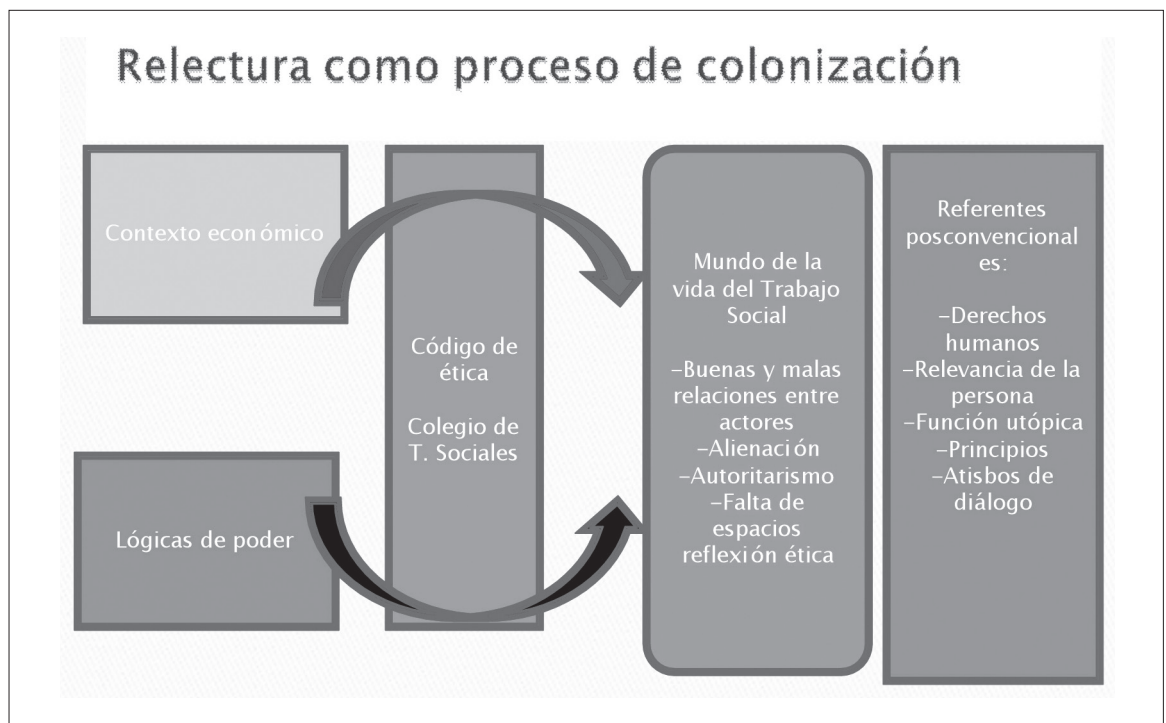 Relectura como proceso de colonización
Contexto económico
Lógicas de poder
Código de
ética
Colegio de
T. Sociales
Mundo de la
vida del Trabajo
Social
-Buenas y malas
relaciones entre
actores
-Alienación
-Autoritarismo
-Falta de
espacios
reflexión ética
Referentes
posconvencional
es:
-Derechos
humanos
-Relevancia de la
persona
-Función utópica
-Principios
-Atisbos de
diálogo